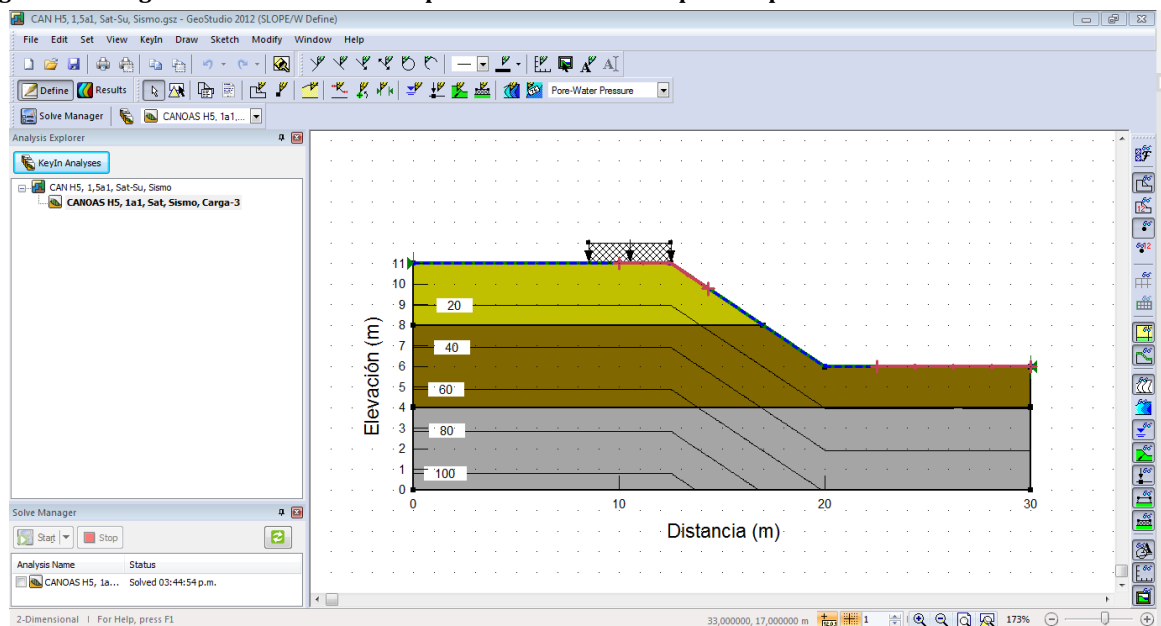 CAN H5, 1,5a1, Sat-Su, Sismo.gsz - GeoStudio 2012 (SLOPE/W Define)
File Edit Set View KeyIn Draw Sketch Modify Window Help
Define Results Pore-Water Pressure
Solve Manager CANOAS H5, 1a1,...
Analysis Explorer
KeyIn Analyses
CAN H5, 1,5a1, Sat-Su, Sismo
CANOAS H5, 1a1, Sat, Sismo, Carga-3
Elevación (m)
11
10
9
8
7
6
5
4
3
2
1
0
20
40
60
80
100
0 10 20 30
Distancia (m)
Solve Manager
Start Stop
Analysis Name Status
CANOAS H5, 1a... Solved 03:44:54 p.m.
2-Dimensional | For Help, press F1 33,000000, 17,000000 m 1 173%